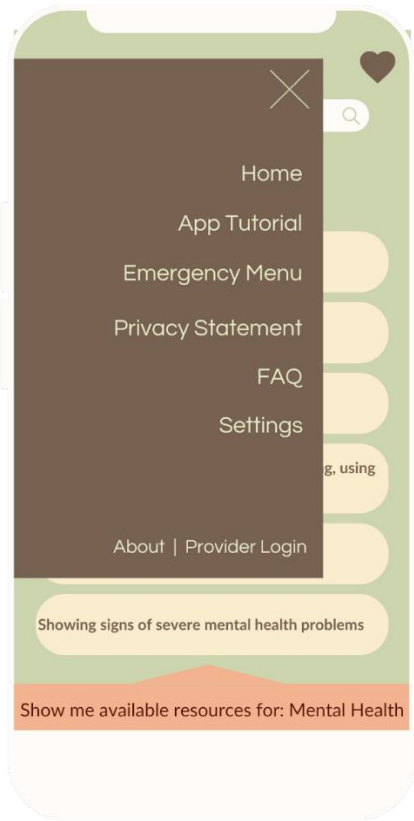 Home
App Tutorial
Emergency Menu
Privacy Statement
FAQ
Settings
g, using
About | Provider Login
Showing signs of severe mental health problems
Show me available resources for: Mental Health